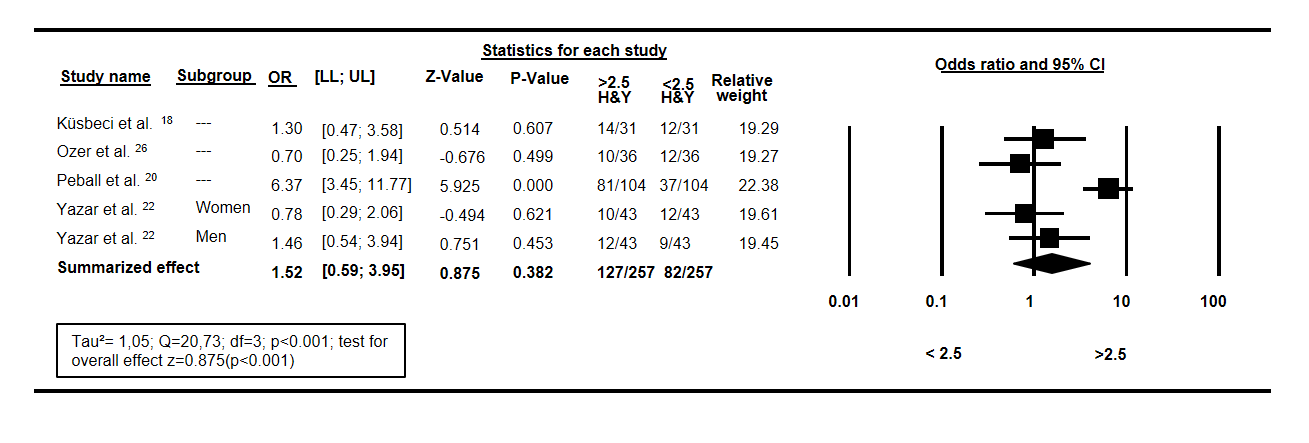 Statistics for each study
Study name Subgroup OR [LL; UL] Z-Value P-Value >2.5 H&Y <2.5 H&Y Relative weight Odds ratio and 95% CI
Küsbeci et al. 18 --- 1.30 [0.47; 3.58] 0.514 0.607 14/31 12/31 19.29
Ozer et al. 26 --- 0.70 [0.25; 1.94] -0.676 0.499 10/36 12/36 19.27
Peball et al. 20 --- 6.37 [3.45; 11.77] 5.925 0.000 81/104 37/104 22.38
Yazar et al. 22 Women 0.78 [0.29; 2.06] -0.494 0.621 10/43 12/43 19.61
Yazar et al. 22 Men 1.46 [0.54; 3.94] 0.751 0.453 12/43 9/43 19.45
Summarized effect 1.52 [0.59; 3.95] 0.875 0.382 127/257 82/257
0.01 0.1 1 10 100
< 2.5 >2.5
Tau²= 1,05; Q=20,73; df=3; p<0.001; test for
overall effect z=0.875(p<0.001)